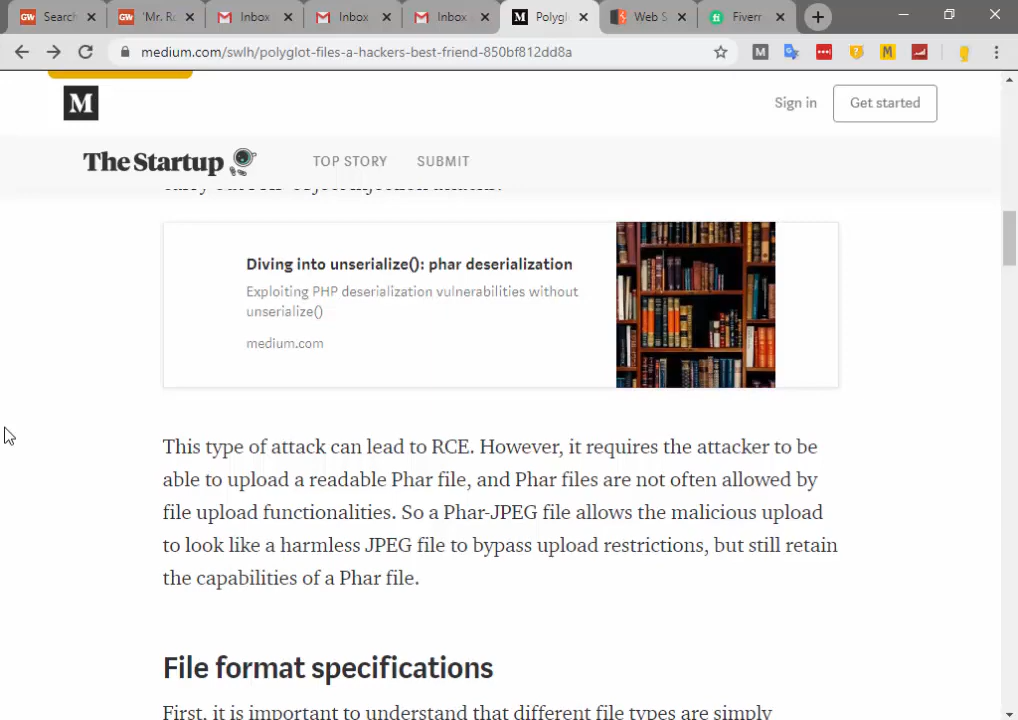 Search
'Mr. Ro
Inbox
Inbox
Inbox
Polygl
Web S
Fiverr
medium.com/swlh/polyglot-files-a-hackers-best-friend-850bf812dd8a
M
Sign in
Get started
The Startup
TOP STORY
SUBMIT
Diving into unserialize(): phar deserialization
Exploiting PHP deserialization vulnerabilities without
unserialize()
medium.com
This type of attack can lead to RCE. However, it requires the attacker to be
able to upload a readable Phar file, and Phar files are not often allowed by
file upload functionalities. So a Phar-JPEG file allows the malicious upload
to look like a harmless JPEG file to bypass upload restrictions, but still retain
the capabilities of a Phar file.
File format specifications
First, it is important to understand that different file types are simply